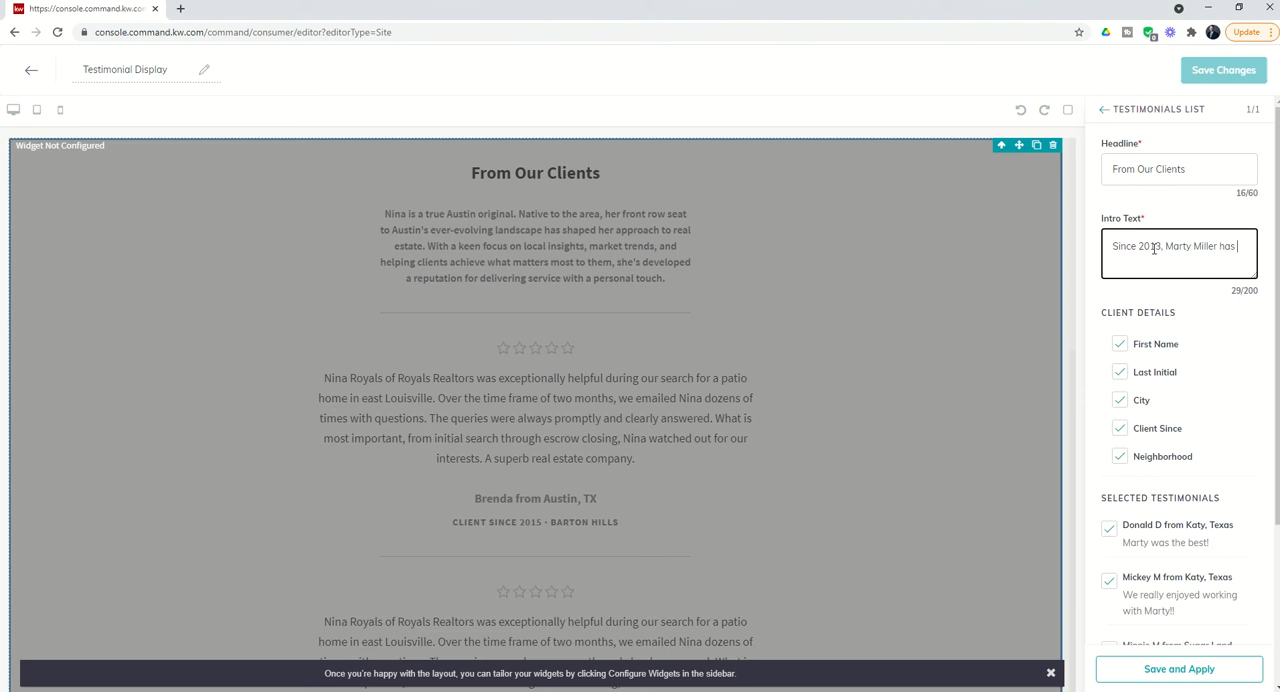 https://console.command.kw.com
console.command.kw.com/command/consumer/editor?editorType=Site
Update
Testimonial Display
Save Changes
TESTIMONIALS LIST
1/1
Widget Not Configured
Headline*
From Our Clients
16/60
Intro Text*
Since 2013, Marty Miller has
29/200
CLIENT DETAILS
First Name
Last Initial
City
Client Since
Neighborhood
SELECTED TESTIMONIALS
Donald D from Katy, Texas
Marty was the best!
Mickey M from Katy, Texas
We really enjoyed working
with Marty!!
Save and Apply
From Our Clients
Nina is a true Austin original. Native to the area, her front row seat
to Austin's ever-evolving landscape has shaped her approach to real
estate. With a keen focus on local insights, market trends, and
helping clients achieve what matters most to them, she's developed
a reputation for delivering service with a personal touch.
Nina Royals of Royals Realtors was exceptionally helpful during our search for a patio
home in east Louisville. Over the time frame of two months, we emailed Nina dozens of
times with questions. The queries were always promptly and clearly answered. What is
most important, from initial search through escrow closing, Nina watched out for our
interests. A superb real estate company.
Brenda from Austin, TX
CLIENT SINCE 2015 • BARTON HILLS
Nina Royals of Royals Realtors was exceptionally helpful during our search for a patio
home in east Louisville. Over the time frame of two months, we emailed Nina dozens of
Once you're happy with the layout, you can tailor your widgets by clicking Configure Widgets in the sidebar.